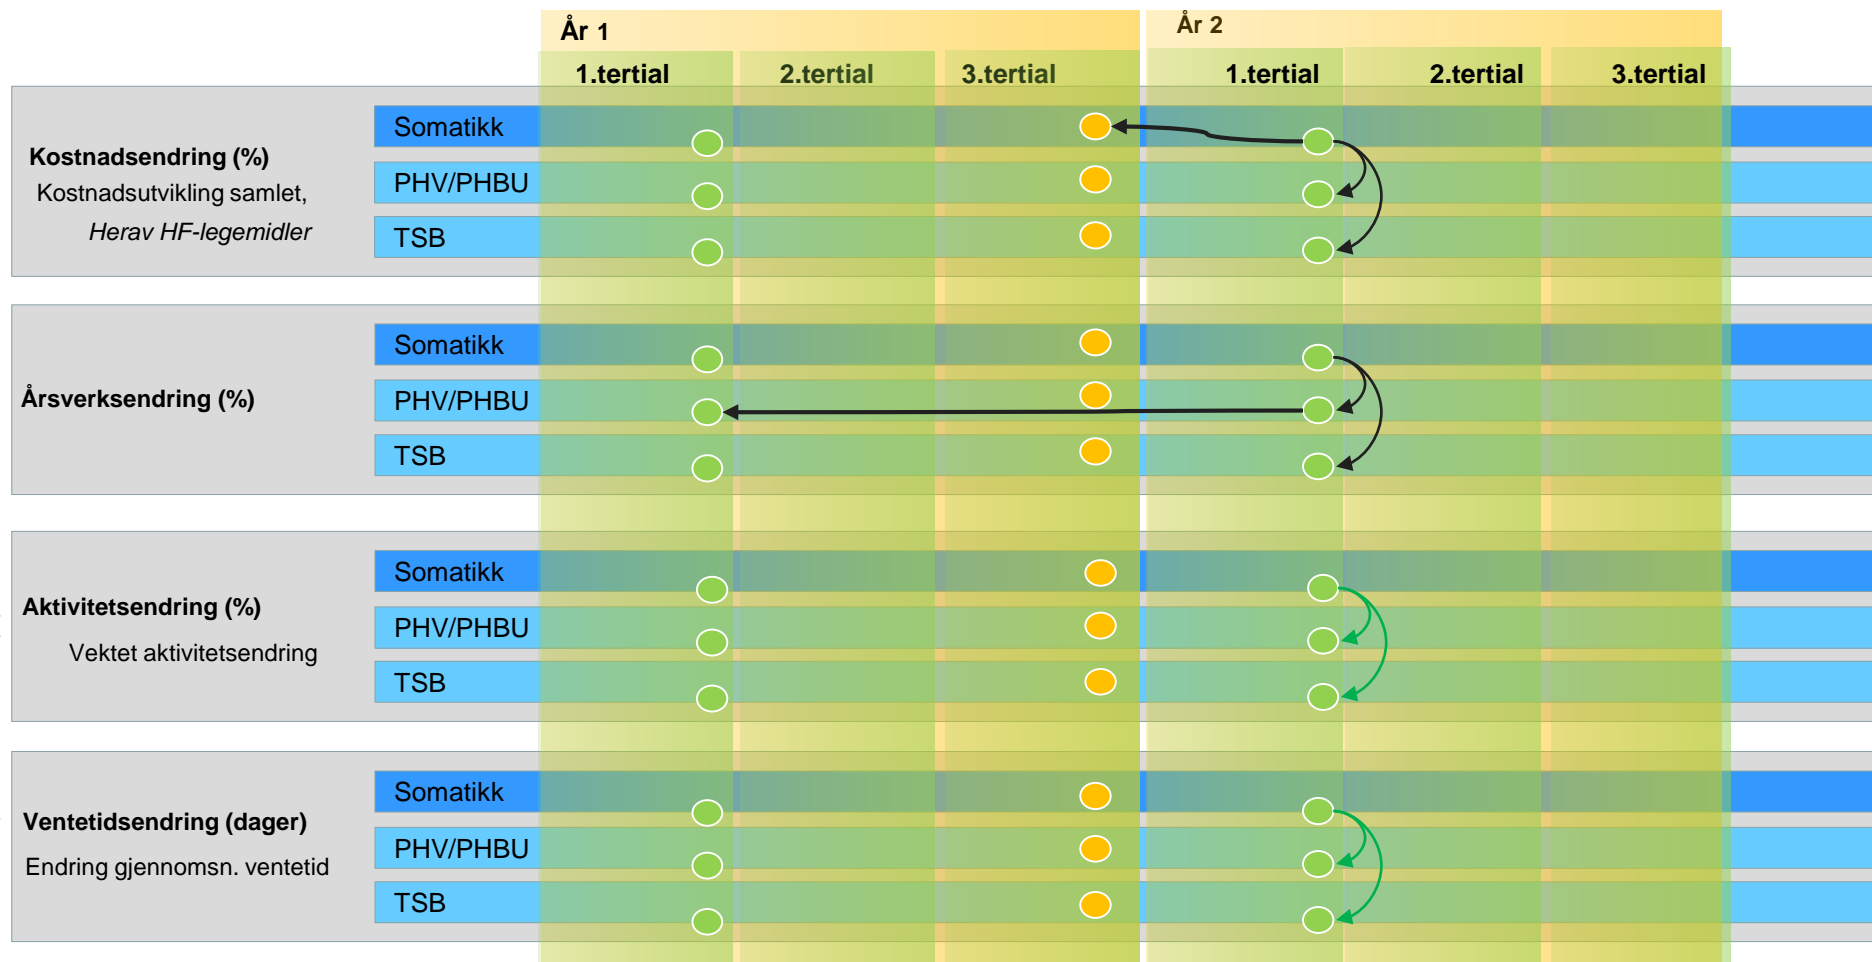 År 1
År 2
1.tertial
2.tertial
3.tertial
1.tertial
2.tertial
3.tertial
Kostnadsendring (%)
Kostnadsutvikling samlet,
Herav HF-legemidler
Somatikk
PHV/PHBU
TSB
Årsverksendring (%)
Somatikk
PHV/PHBU
TSB
Aktivitetsendring (%)
Vektet aktivitetsendring
Somatikk
PHV/PHBU
TSB
Ventetidsendring (dager)
Endring gjennomsn. ventetid
Somatikk
PHV/PHBU
TSB